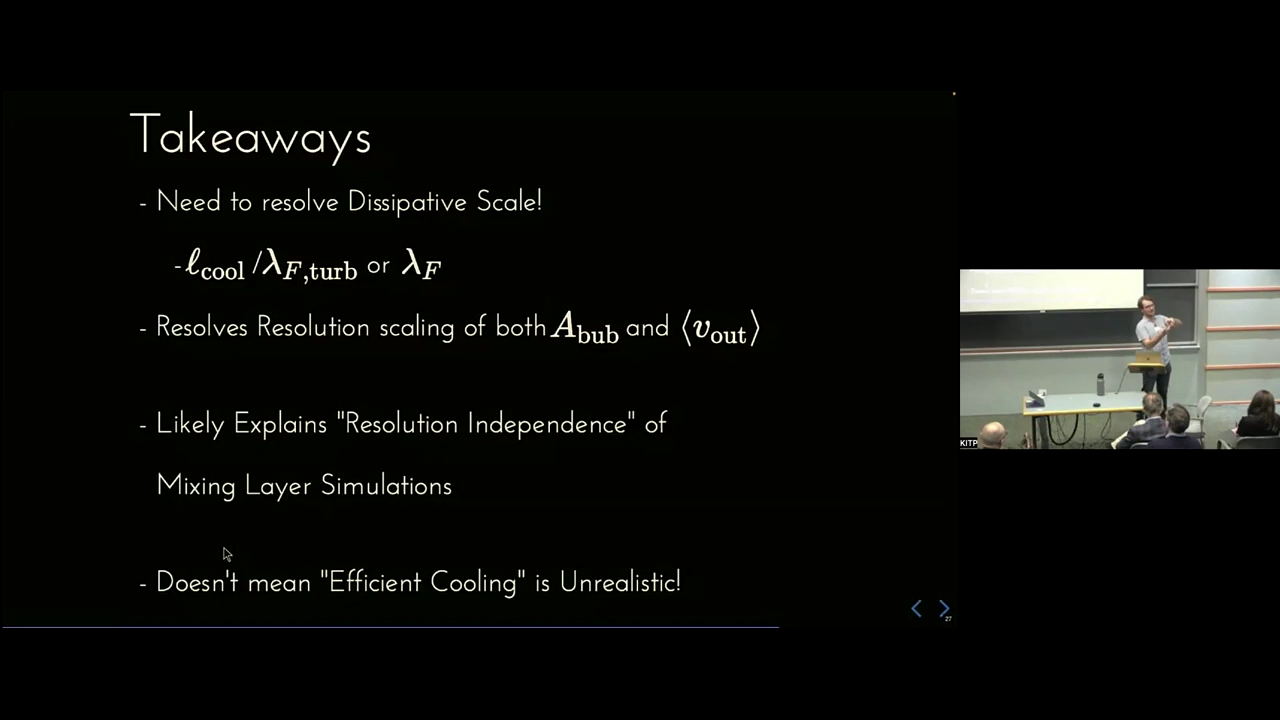 Takeaways
- Need to resolve Dissipative Scale!
- ℓ_cool / λ_F,turb or λ_F
- Resolves Resolution scaling of both A_bub and ⟨v_out⟩
- Likely Explains "Resolution Independence" of
Mixing Layer Simulations
- Doesn't mean "Efficient Cooling" is Unrealistic!
27
KITP